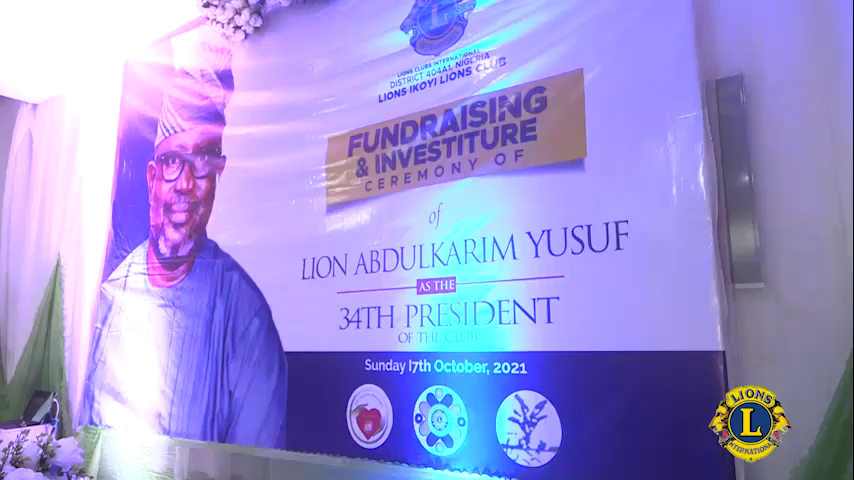 LIONS CLUBS INTERNATIONAL
DISTRICT 404A1, NIGERIA
LIONS IKOYI LIONS CLUB
FUNDRAISING
& INVESTITURE
CEREMONY OF
of
LION ABDULKARIM YUSUF
AS THE
34TH PRESIDENT
OF THE CLUB
Sunday 17th October, 2021
LIONS
L
INTERNATIONAL